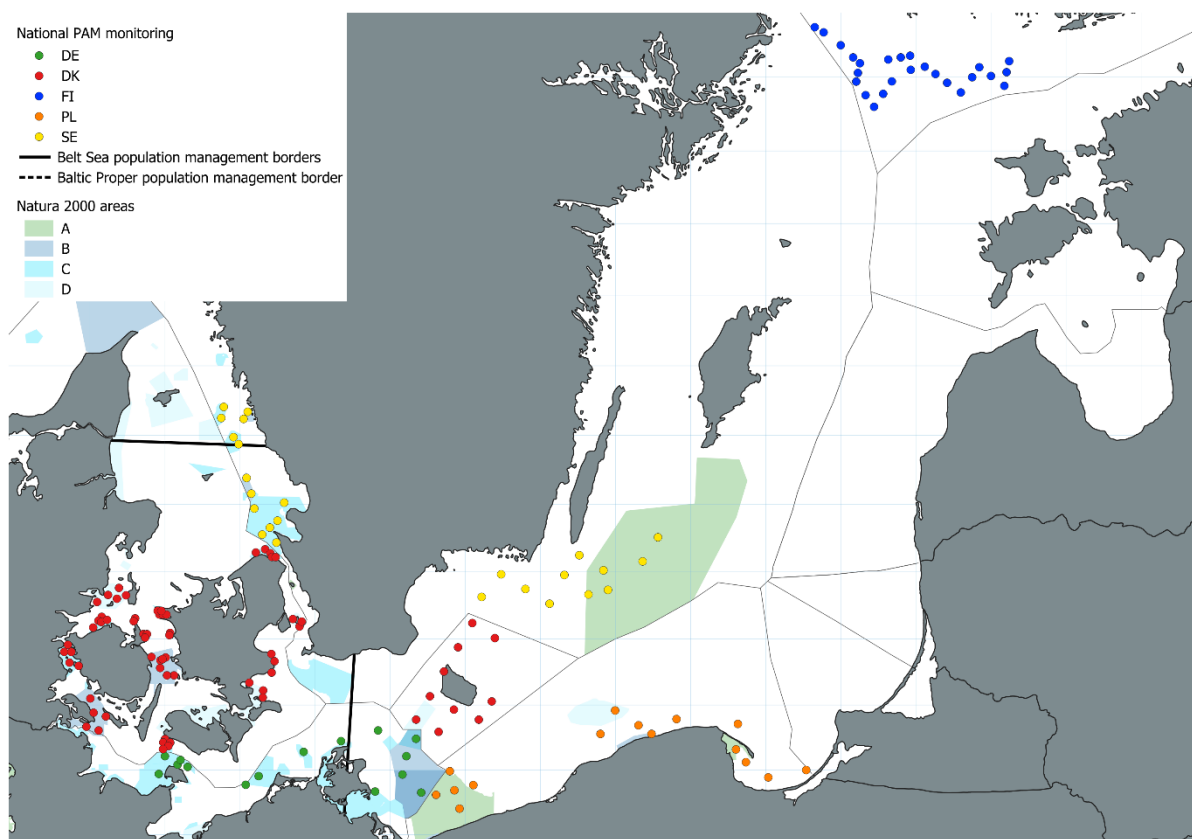 National PAM monitoring
DE
DK
FI
PL
SE
Belt Sea population management borders
Baltic Proper population management border
Natura 2000 areas
A
B
C
D